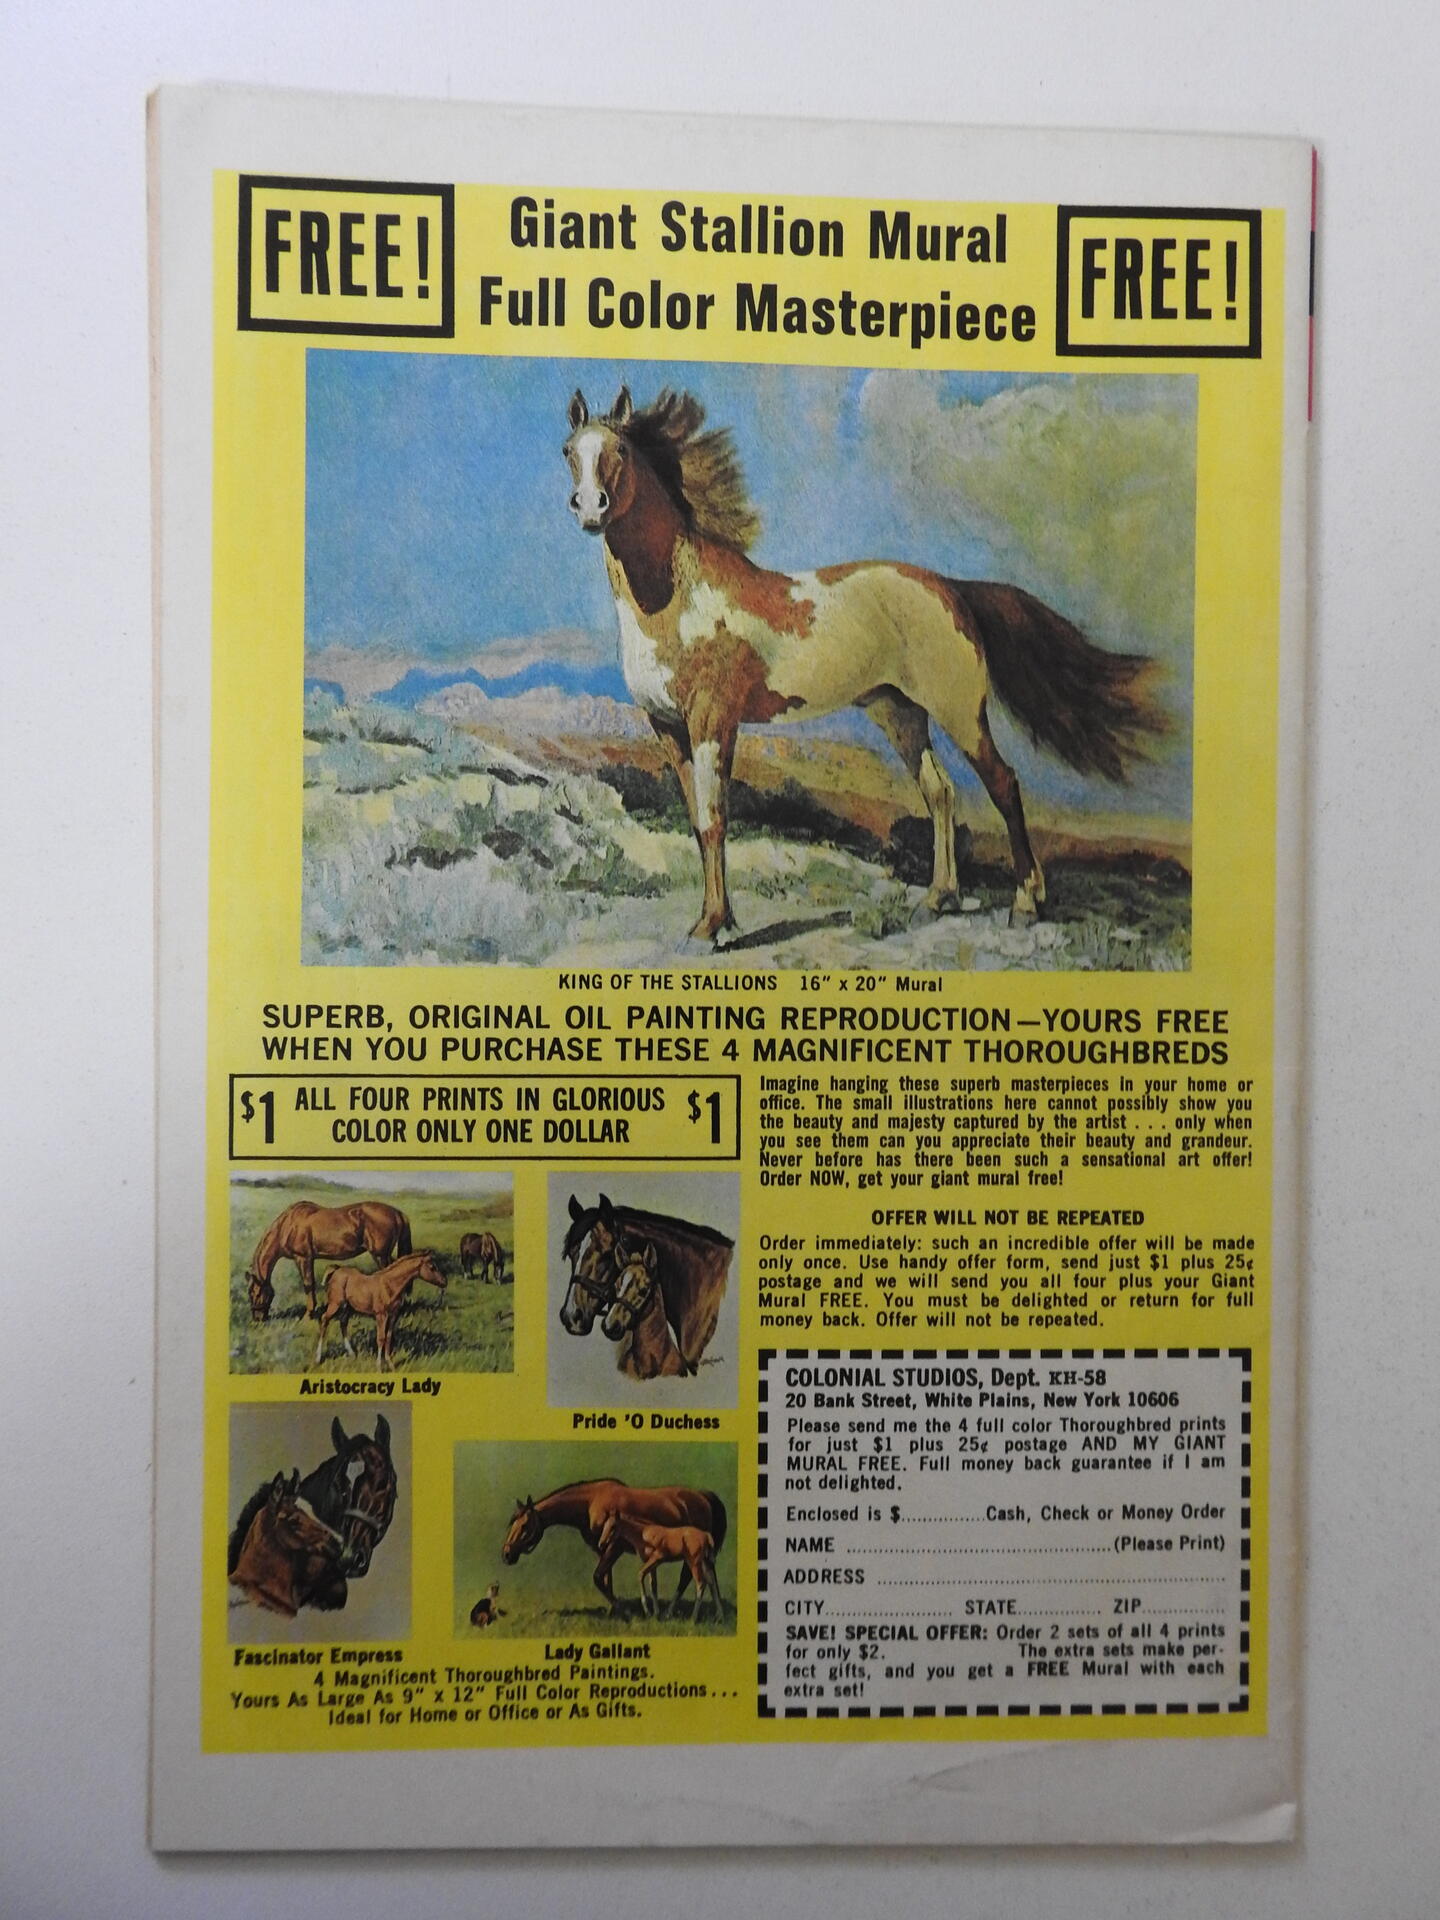 FREE!
Giant Stallion Mural
Full Color Masterpiece
FREE!
KING OF THE STALLIONS 16" x 20" Mural
SUPERB, ORIGINAL OIL PAINTING REPRODUCTION—YOURS FREE
WHEN YOU PURCHASE THESE 4 MAGNIFICENT THOROUGHBREDS
$1 ALL FOUR PRINTS IN GLORIOUS $1
COLOR ONLY ONE DOLLAR
Aristocracy Lady
Pride 'O Duchess
Fascinator Empress
Lady Gallant
4 Magnificent Thoroughbred Paintings.
Yours As Large As 9" X 12" Full Color Reproductions...
Ideal for Home or Office or As Gifts.
Imagine hanging these superb masterpieces in your home or
office. The small illustrations here cannot possibly show you
the beauty and majesty captured by the artist . . . only when
you see them can you appreciate their beauty and grandeur.
Never before has there been such a sensational art offer!
Order NOW, get your giant mural free!
OFFER WILL NOT BE REPEATED
Order immediately: such an incredible offer will be made
only once. Use handy offer form, send just $1 plus 25¢
postage and we will send you all four plus your Giant
Mural FREE. You must be delighted or return for full
money back. Offer will not be repeated.
COLONIAL STUDIOS, Dept. KH-58
20 Bank Street, White Plains, New York 10606
Please send me the 4 full color Thoroughbred prints
for just $1 plus 25¢ postage AND MY GIANT
MURAL FREE. Full money back guarantee if I am
not delighted.
Enclosed is $...............Cash, Check or Money Order
NAME ................................................(Please Print)
ADDRESS ...............................................................
CITY....................... STATE............... ZIP...............
SAVE! SPECIAL OFFER: Order 2 sets of all 4 prints
for only $2. The extra sets make per-
fect gifts, and you get a FREE Mural with each
extra set!